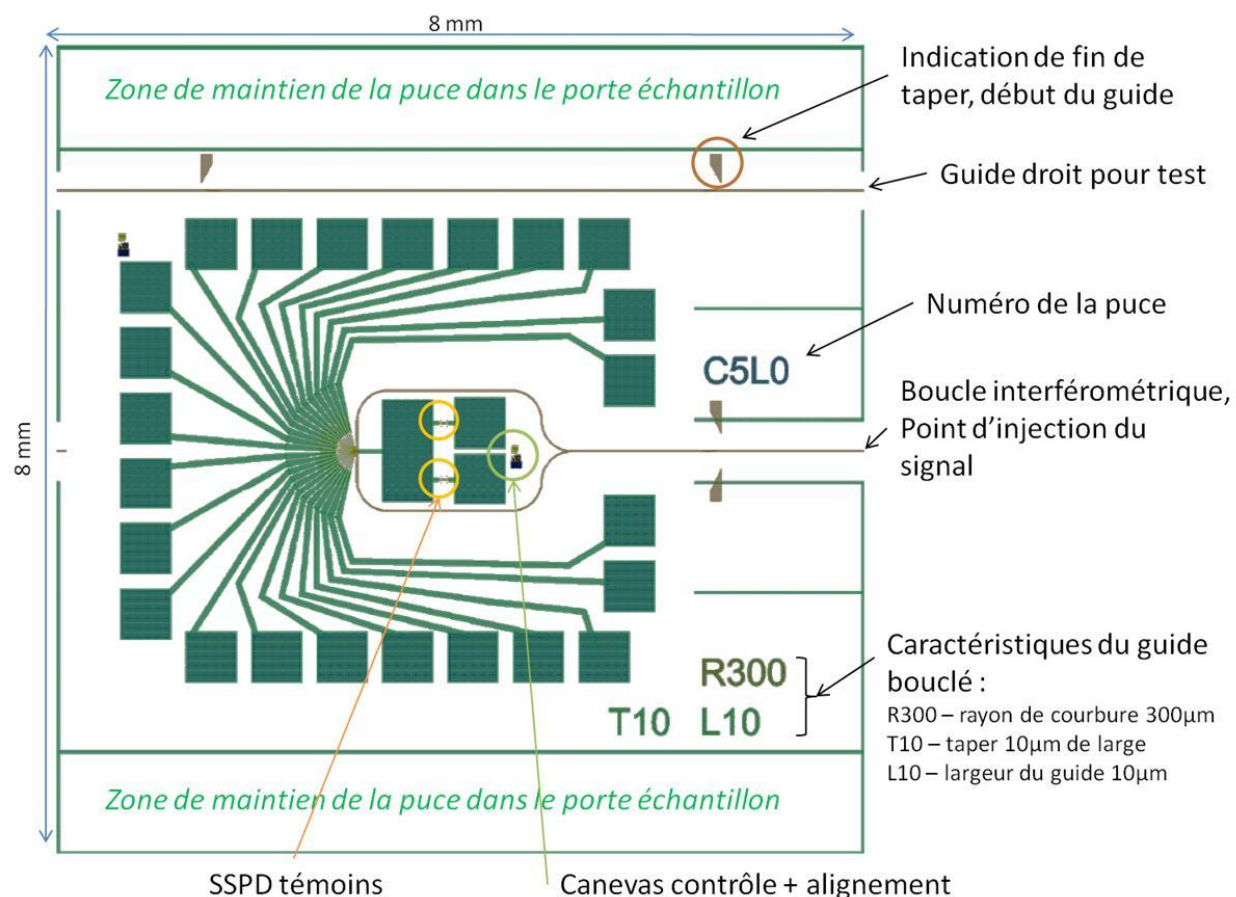 8 mm
Zone de maintien de la puce dans le porte échantillon
Indication de fin de
taper, début du guide
Guide droit pour test
Numéro de la puce
C5L0
8 mm
Boucle interférométrique,
Point d'injection du
signal
R300
T10 L10
Caractéristiques du guide
bouclé :
R300 – rayon de courbure 300µm
T10 – taper 10µm de large
L10 – largeur du guide 10µm
Zone de maintien de la puce dans le porte échantillon
SSPD témoins
Canevas contrôle + alignement